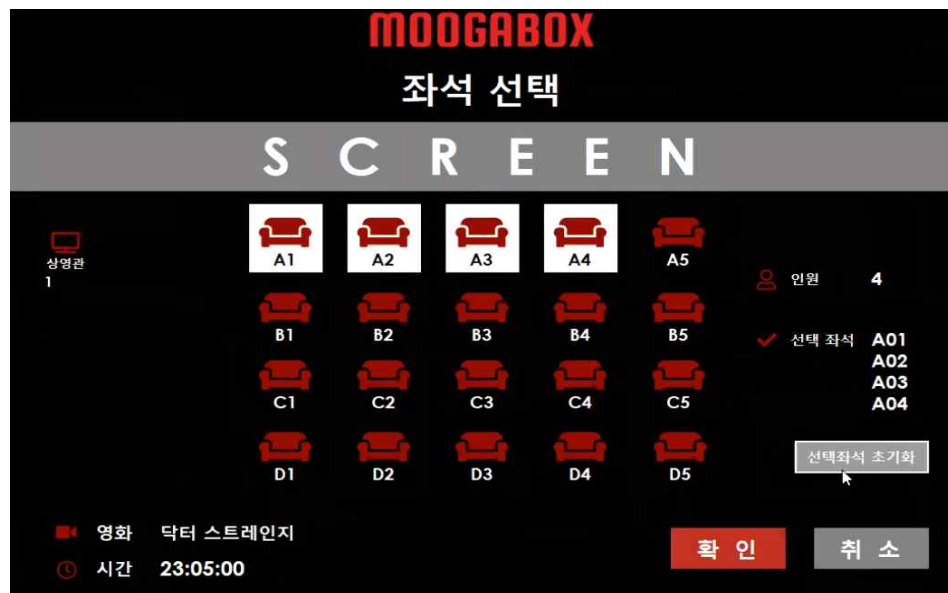 MOOGABOX
좌석 선택
SCREEN
상영관
1
A1 A2 A3 A4 A5
B1 B2 B3 B4 B5
C1 C2 C3 C4 C5
D1 D2 D3 D4 D5
인원 4
선택 좌석 A01
A02
A03
A04
선택좌석 초기화
영화 닥터 스트레인지
시간 23:05:00
확 인 취 소